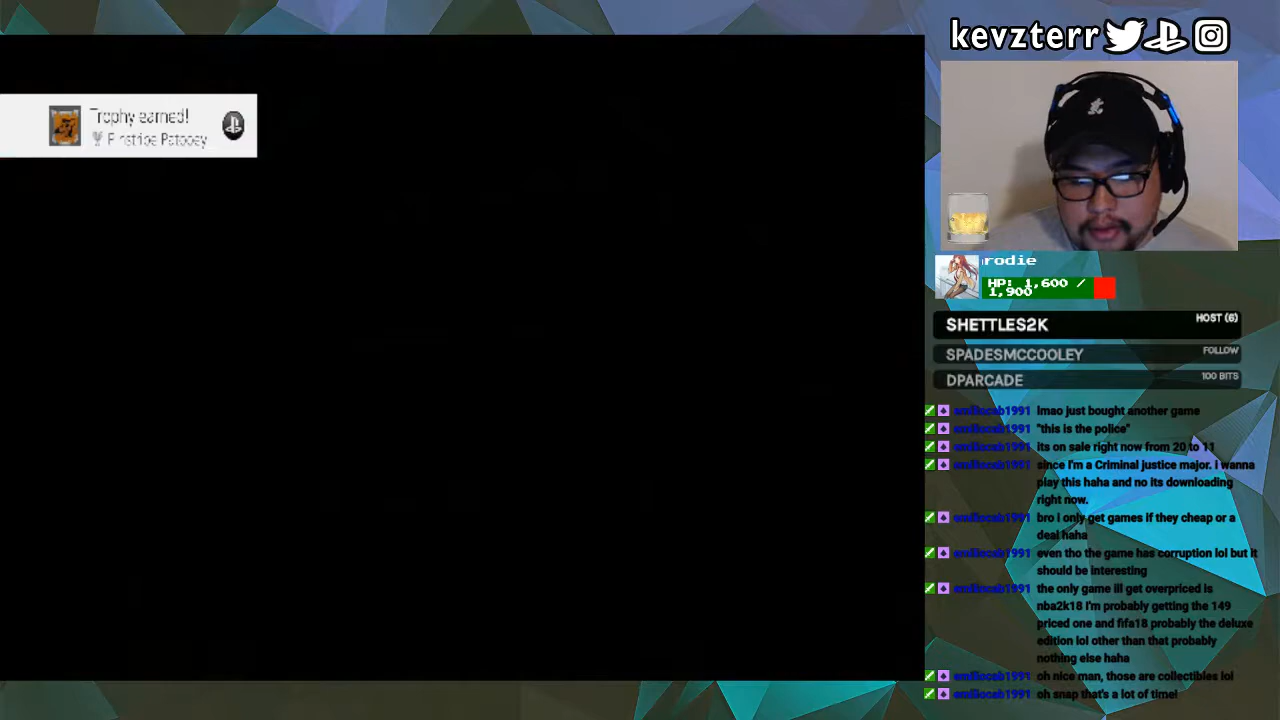 kevzterr
Trophy earned!
rodie
HP: 1,600 /
1,900
SHETTLES2K HOST (6)
SPADESMCCOOLEY FOLLOW
DPARCADE 100 BITS
lmao just bought another game
"this is the police"
its on sale right now from 20 to 11
since I'm a Criminal justice major. i wanna
play this haha and no its downloading
right now.
bro i only get games if they cheap or a
deal haha
even tho the game has corruption lol but it
should be interesting
the only game ill get overpriced is
nba2k18 I'm probably getting the 149
priced one and fifa18 probably the deluxe
edition lol other than that probably
nothing else haha
oh nice man, those are collectibles lol
oh snap that's a lot of time!